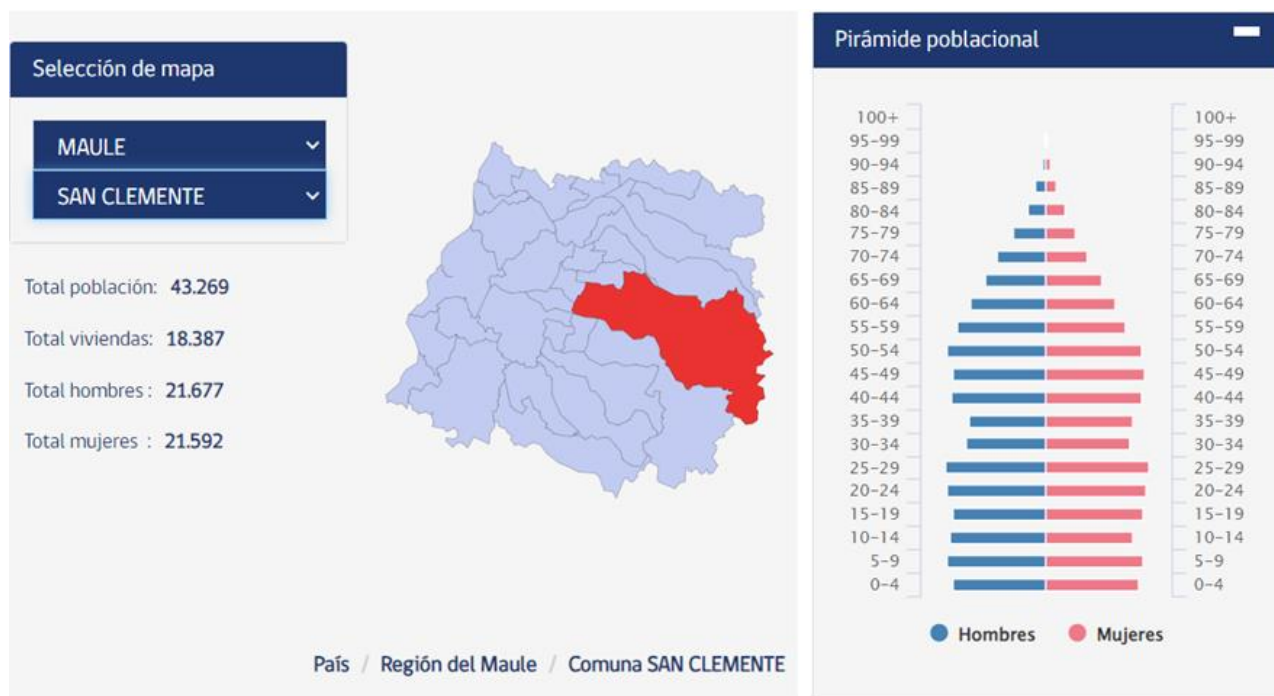 Selección de mapa
MAULE
SAN CLEMENTE
Total población: 43.269
Total viviendas: 18.387
Total hombres : 21.677
Total mujeres : 21.592
País / Región del Maule / Comuna SAN CLEMENTE
Pirámide poblacional
100+ 100+
95-99 95-99
90-94 90-94
85-89 85-89
80-84 80-84
75-79 75-79
70-74 70-74
65-69 65-69
60-64 60-64
55-59 55-59
50-54 50-54
45-49 45-49
40-44 40-44
35-39 35-39
30-34 30-34
25-29 25-29
20-24 20-24
15-19 15-19
10-14 10-14
5-9 5-9
0-4 0-4
Hombres Mujeres